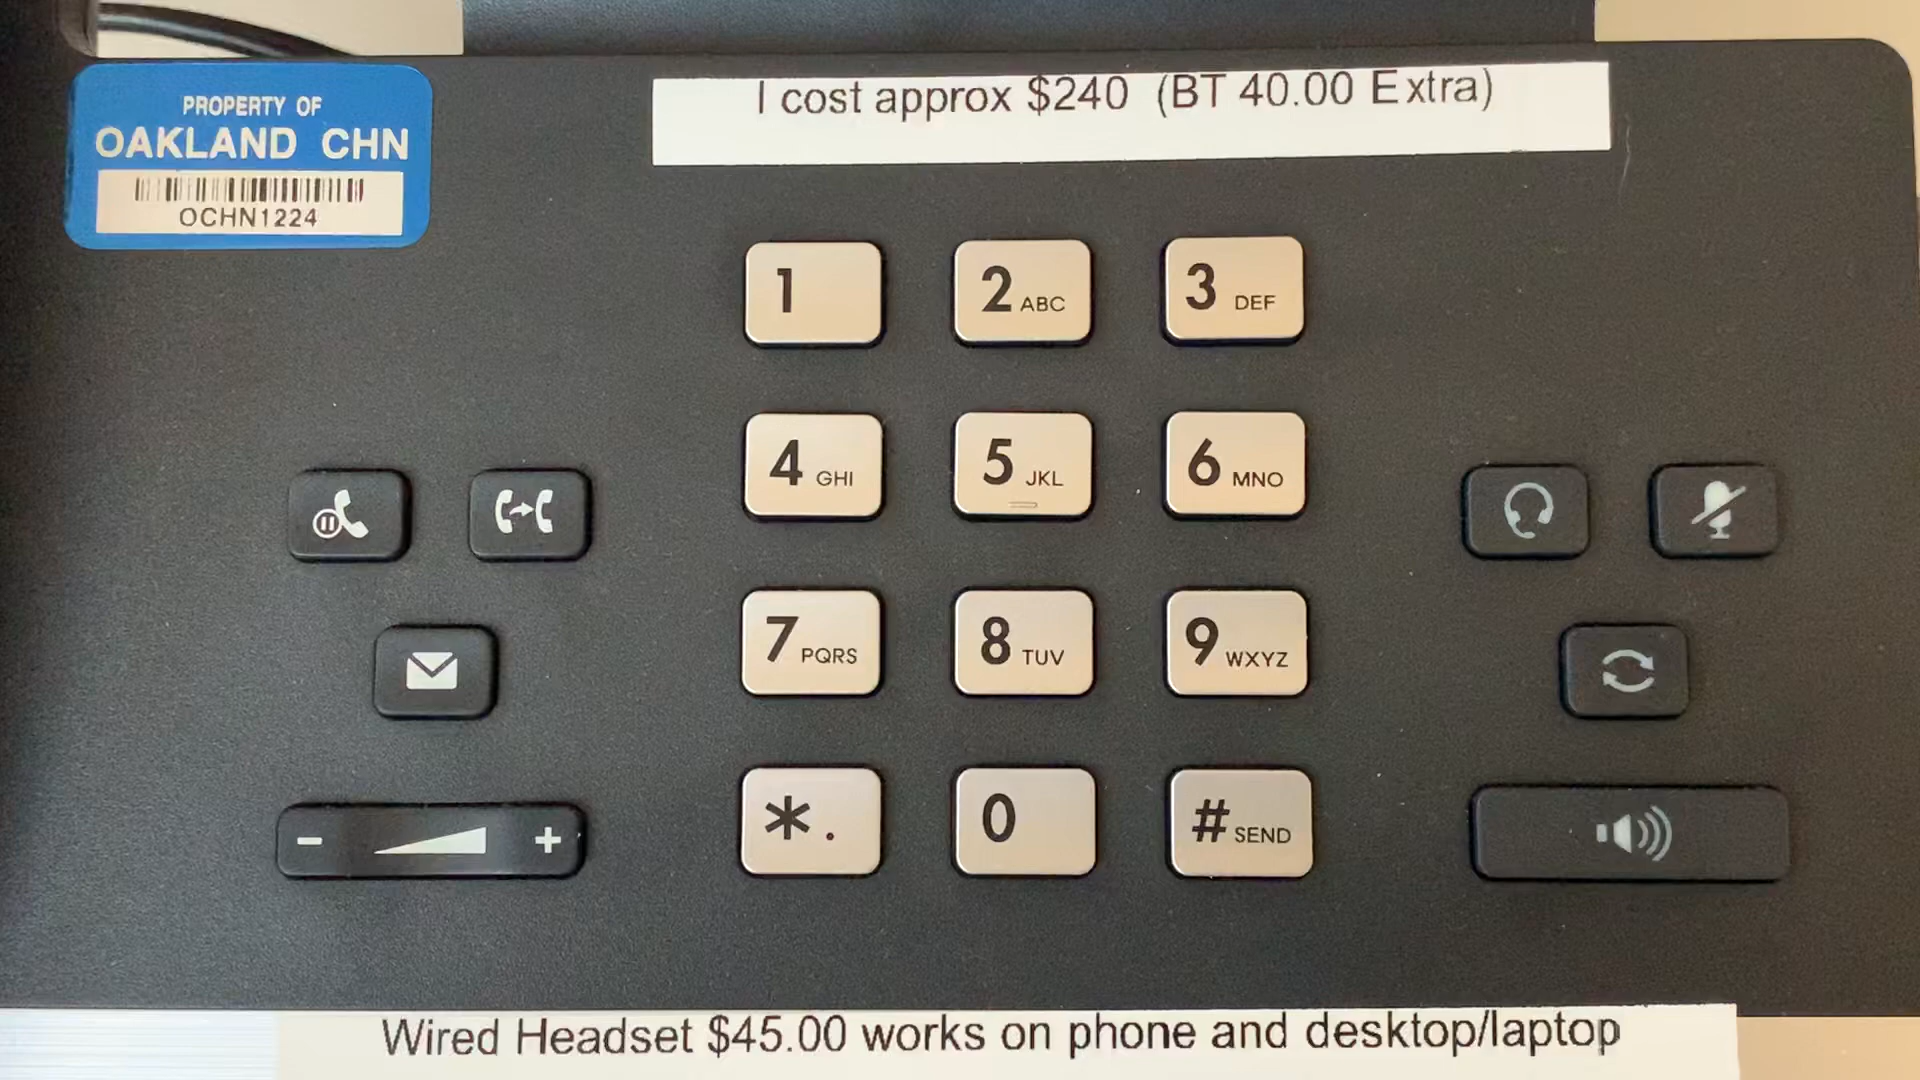 I cost approx $240 (BT 40.00 Extra)
PROPERTY OF
OAKLAND CHN
OCHN1224
1
2 ABC
3 DEF
4 GHI
5 JKL
6 MNO
7 PQRS
8 TUV
9 WXYZ
- +
*.
0
# SEND
Wired Headset $45.00 works on phone and desktop/laptop